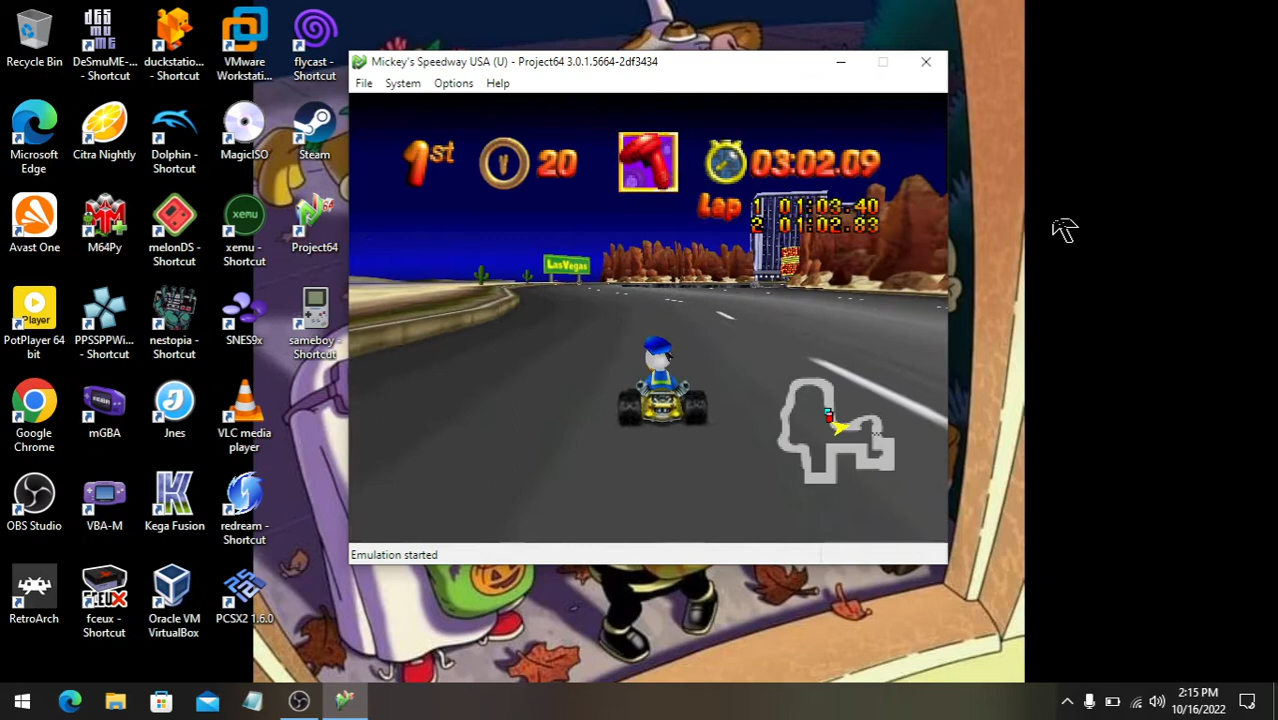 Recycle Bin
DeSmuME-...
- Shortcut
duckstatio...
- Shortcut
VMware
Workstati...
flycast -
Shortcut
Microsoft
Edge
Citra Nightly
Dolphin -
Shortcut
MagicISO
Steam
Avast One
M64Py
melonDS -
Shortcut
xemu
xemu -
Shortcut
Project64
Player
PotPlayer 64
bit
PPSSPPWi...
- Shortcut
nestopia -
Shortcut
SNES9x
sameboy -
Shortcut
Google
Chrome
mGBA
Jnes
VLC media
player
OBS Studio
VBA-M
Kega Fusion
redream -
Shortcut
RetroArch
FCEUX
fceux -
Shortcut
Oracle VM
VirtualBox
PCSX2 1.6.0
Mickey's Speedway USA (U) - Project64 3.0.1.5664-2df3434
File System Options Help
1st 20 03:02.09
Lap 1 01:03.40
2 01:02.83
LasVegas
Emulation started
2:15 PM
10/16/2022